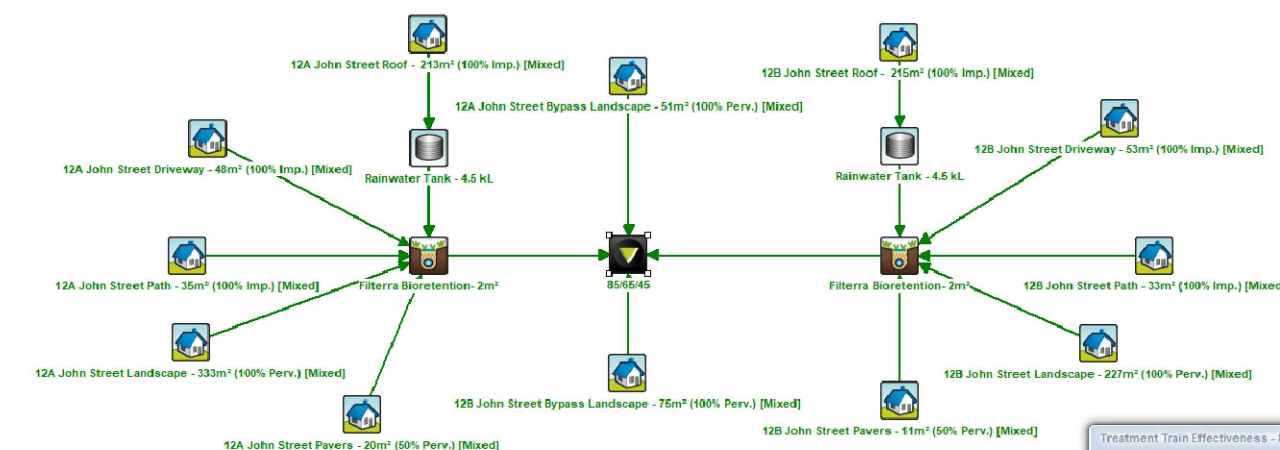 12A John Street Roof - 213m² (100% Imp.) [Mixed]
12B John Street Roof - 215m² (100% Imp.) [Mixed]
12A John Street Bypass Landscape - 51m² (100% Perv.) [Mixed]
12B John Street Driveway - 53m² (100% Imp.) [Mixed]
12A John Street Driveway - 48m² (100% Imp.) [Mixed]
Rainwater Tank - 4.5 kL
Rainwater Tank - 4.5 kL
12A John Street Path - 35m² (100% Imp.) [Mixed]
Filterra Bioretention- 2m²
85/65/45
Filterra Bioretention- 2m²
12B John Street Path - 33m² (100% Imp.) [Mixed
12A John Street Landscape - 333m² (100% Perv.) [Mixed]
12B John Street Landscape - 227m² (100% Perv.) [Mixed]
12B John Street Bypass Landscape - 75m² (100% Perv.) [Mixed]
12B John Street Pavers - 11m² (50% Perv.) [Mixed]
12A John Street Pavers - 20m² (50% Perv.) [Mixed]
Treatment Train Effectiveness -